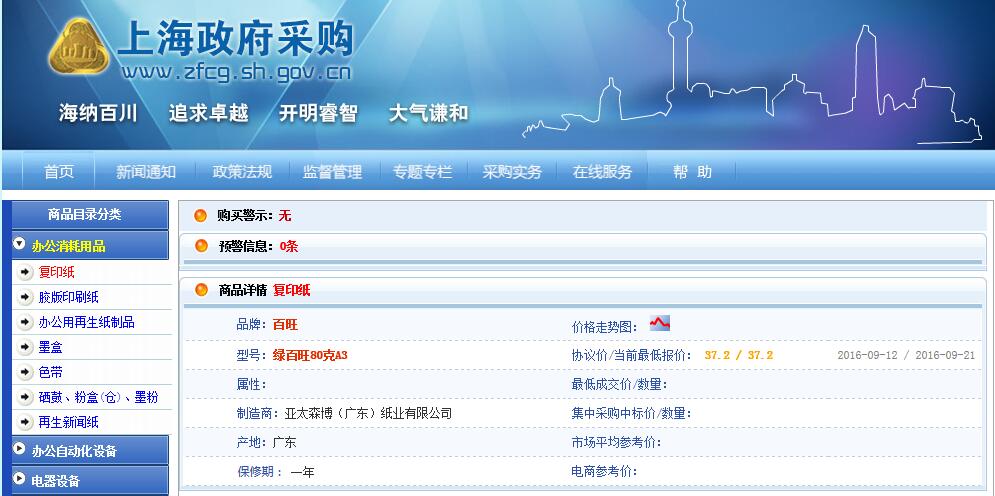 上海政府采购
www.zfcg.sh.gov.cn
海纳百川 追求卓越 开明睿智 大气谦和
首页 新闻通知 政策法规 监督管理 专题专栏 采购实务 在线服务 帮 助
商品目录分类
办公消耗用品
复印纸
胶版印刷纸
办公用再生纸制品
墨盒
色带
硒鼓、粉盒(仓)、墨粉
再生新闻纸
办公自动化设备
电器设备
购买警示：无
预警信息：0条
商品详情 复印纸
品牌：百旺 价格走势图：
型号：绿百旺80克A3 协议价/当前最低报价： 37.2 / 37.2 2016-09-12 / 2016-09-21
属性： 最低成交价/数量：
制造商：亚太森博（广东）纸业有限公司 集中采购中标价/数量：
产地：广东 市场平均参考价：
保修期： 一年 电商参考价：